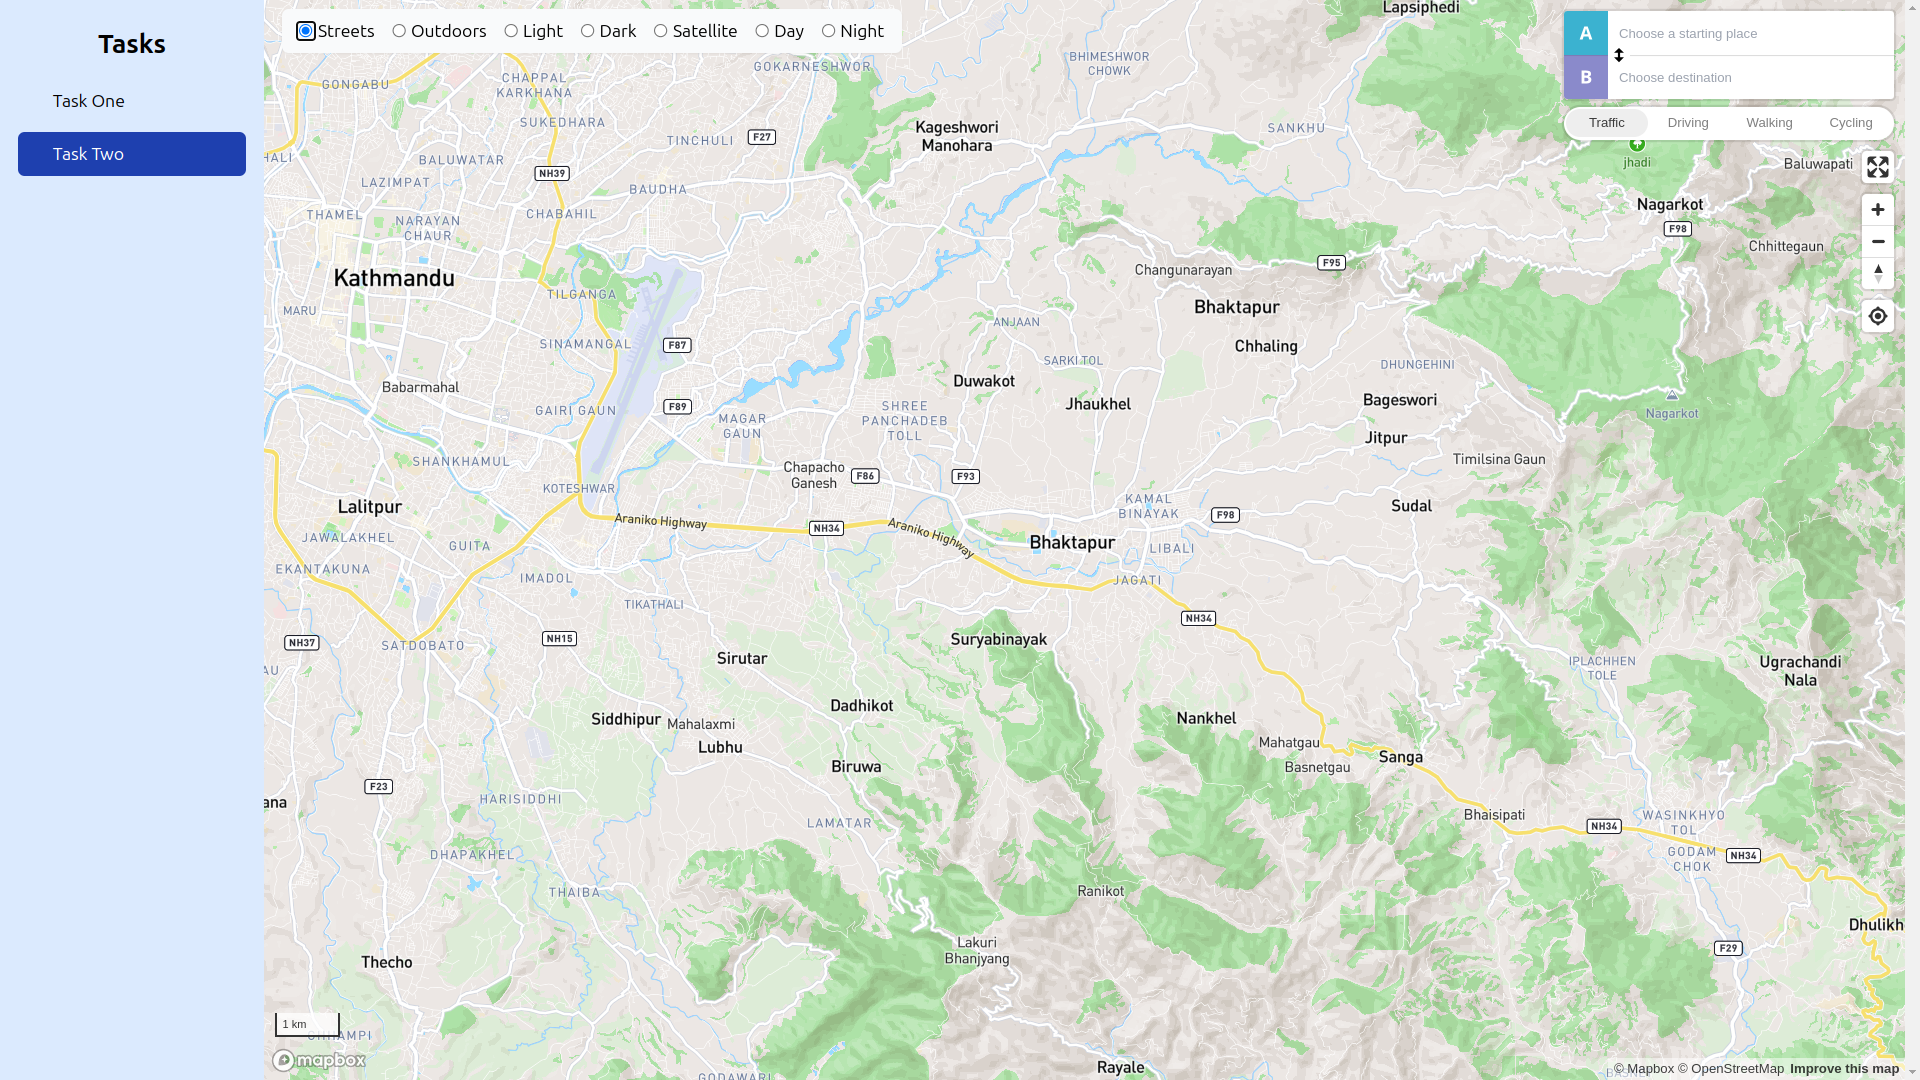 Tasks
Task One
Task Two
Streets
Outdoors
Light
Dark
Satellite
Day
Night
A
Choose a starting place
B
Choose destination
Traffic
Driving
Walking
Cycling
Lapsiphedi
GOKARNESHWOR
BHIMESHWOR
CHOWK
GONGABU
CHAPPAL
KARKHANA
SUKEDHARA
TINCHULI
F27
Kageshwori
Manohara
SANKHU
jhadi
Baluwapati
HALI
BALUWATAR
NH39
LAZIMPAT
BAUDHA
THAMEL
NARAYAN
CHAUR
CHABAHIL
Nagarkot
F98
Chhittegaun
Kathmandu
TILGANGA
Changunarayan
F95
MARU
Bhaktapur
ANJAAN
SINAMANGAL
F87
Chhaling
SARKI TOL
DHUNGEHINI
Babarmahal
Duwakot
Jhaukhel
Bageswori
GAIRI GAUN
F89
MAGAR
GAUN
SHREE
PANCHADEB
TOLL
Nagarkot
Jitpur
SHANKHAMUL
Chapacho
Ganesh
F86
F93
Timilsina Gaun
KOTESHWAR
KAMAL
BINAYAK
Lalitpur
Araniko Highway
NH34
Araniko Highway
F98
Sudal
JAWALAKHEL
GUITA
Bhaktapur
LIBALI
EKANTAKUNA
IMADOL
JAGATI
TIKATHALI
NH34
NH37
NH15
SATDOBATO
Suryabinayak
Sirutar
IPLACHHEN
TOLE
Ugrachandi
Nala
AU
Dadhikot
Siddhipur
Mahalaxmi
Nankhel
Lubhu
Mahatgau
Basnetgau
Sanga
Biruwa
F23
ana
HARISIDDHI
LAMATAR
Bhaisipati
WASINKHYO
TOL
NH34
GODAM
CHOK
NH34
DHAPAKHEL
THAIBA
Ranikot
Dhulikh
Lakuri
Bhanjyang
F29
Thecho
1 km
CHHAMPI
mapbox
GODAWARI
Rayale
© Mapbox © OpenStreetMap Improve this map